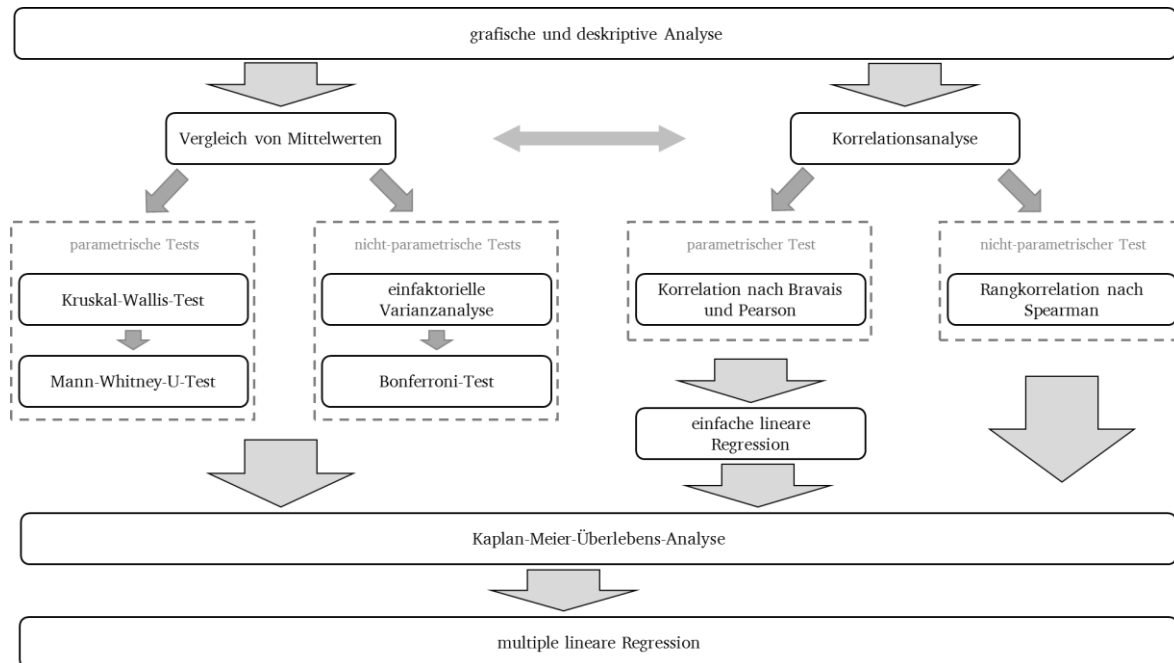 grafische und deskriptive Analyse
Vergleich von Mittelwerten
Korrelationsanalyse
parametrische Tests
nicht-parametrische Tests
parametrischer Test
nicht-parametrischer Test
Kruskal-Wallis-Test
einfaktorielle
Varianzanalyse
Korrelation nach Bravais
und Pearson
Rangkorrelation nach
Spearman
Mann-Whitney-U-Test
Bonferroni-Test
einfache lineare
Regression
Kaplan-Meier-Überlebens-Analyse
multiple lineare Regression